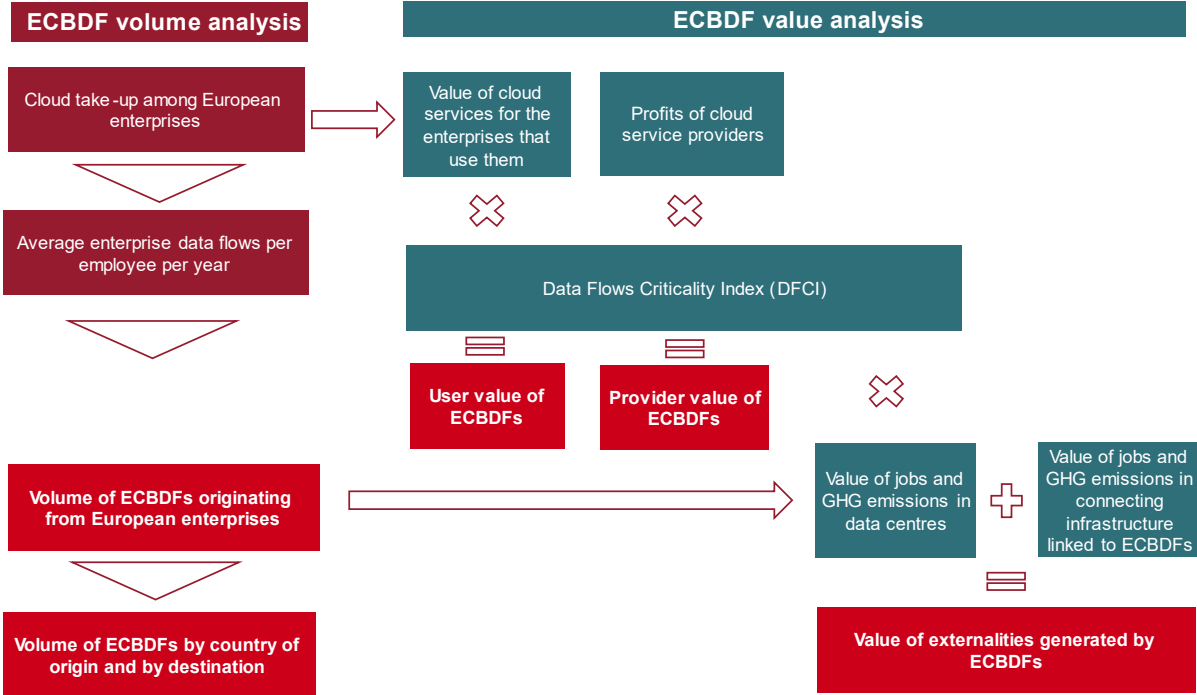 ECBDF volume analysis
ECBDF value analysis
Cloud take-up among European
enterprises
Value of cloud
services for the
enterprises that
use them
Profits of cloud
service providers
Average enterprise data flows per
employee per year
Data Flows Criticality Index (DFCI)
User value of
ECBDFs
Provider value of
ECBDFs
Volume of ECBDFs originating
from European enterprises
Value of jobs and
GHG emissions in
data centres
Value of jobs and
GHG emissions in
connecting
infrastructure
linked to ECBDFs
Volume of ECBDFs by country of
origin and by destination
Value of externalities generated by
ECBDFs